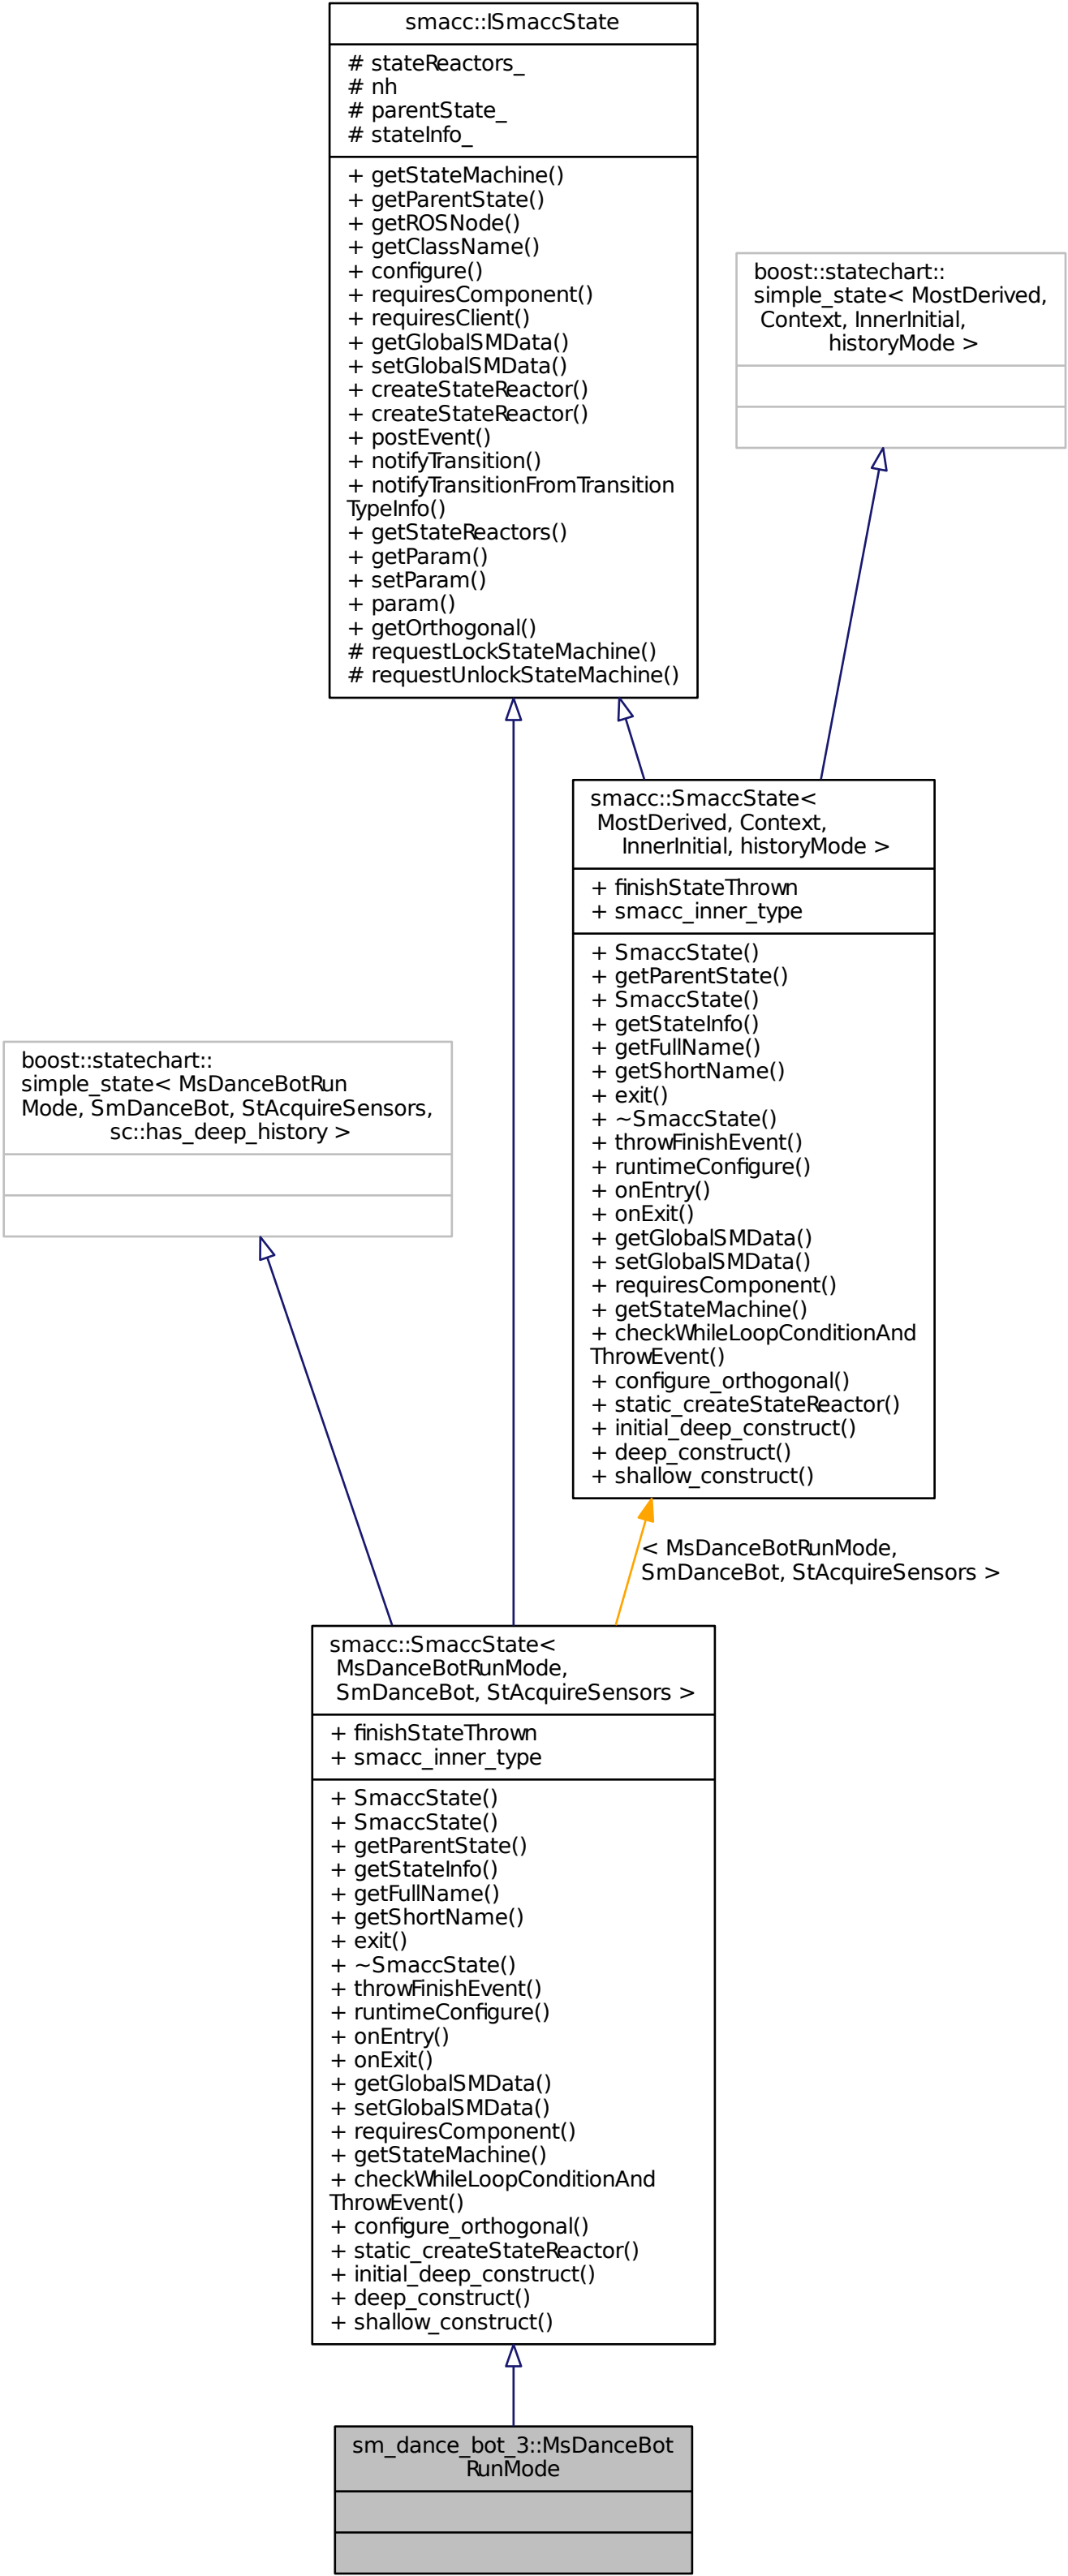 smacc::ISmaccState
# stateReactors_
# nh
# parentState_
# stateInfo_
+ getStateMachine()
+ getParentState()
+ getROSNode()
+ getClassName()
+ configure()
+ requiresComponent()
+ requiresClient()
+ getGlobalSMData()
+ setGlobalSMData()
+ createStateReactor()
+ createStateReactor()
+ postEvent()
+ notifyTransition()
+ notifyTransitionFromTransition
TypeInfo()
+ getStateReactors()
+ getParam()
+ setParam()
+ param()
+ getOrthogonal()
# requestLockStateMachine()
# requestUnlockStateMachine()
boost::statechart::
simple_state< MostDerived,
Context, InnerInitial,
historyMode >
smacc::SmaccState<
MostDerived, Context,
InnerInitial, historyMode >
+ finishStateThrown
+ smacc_inner_type
+ SmaccState()
+ getParentState()
+ SmaccState()
+ getStateInfo()
+ getFullName()
+ getShortName()
+ exit()
+ ~SmaccState()
+ throwFinishEvent()
+ runtimeConfigure()
+ onEntry()
+ onExit()
+ getGlobalSMData()
+ setGlobalSMData()
+ requiresComponent()
+ getStateMachine()
+ checkWhileLoopConditionAnd
ThrowEvent()
+ configure_orthogonal()
+ static_createStateReactor()
+ initial_deep_construct()
+ deep_construct()
+ shallow_construct()
boost::statechart::
simple_state< MsDanceBotRun
Mode, SmDanceBot, StAcquireSensors,
sc::has_deep_history >
< MsDanceBotRunMode,
SmDanceBot, StAcquireSensors >
smacc::SmaccState<
MsDanceBotRunMode,
SmDanceBot, StAcquireSensors >
+ finishStateThrown
+ smacc_inner_type
+ SmaccState()
+ SmaccState()
+ getParentState()
+ getStateInfo()
+ getFullName()
+ getShortName()
+ exit()
+ ~SmaccState()
+ throwFinishEvent()
+ runtimeConfigure()
+ onEntry()
+ onExit()
+ getGlobalSMData()
+ setGlobalSMData()
+ requiresComponent()
+ getStateMachine()
+ checkWhileLoopConditionAnd
ThrowEvent()
+ configure_orthogonal()
+ static_createStateReactor()
+ initial_deep_construct()
+ deep_construct()
+ shallow_construct()
sm_dance_bot_3::MsDanceBot
RunMode